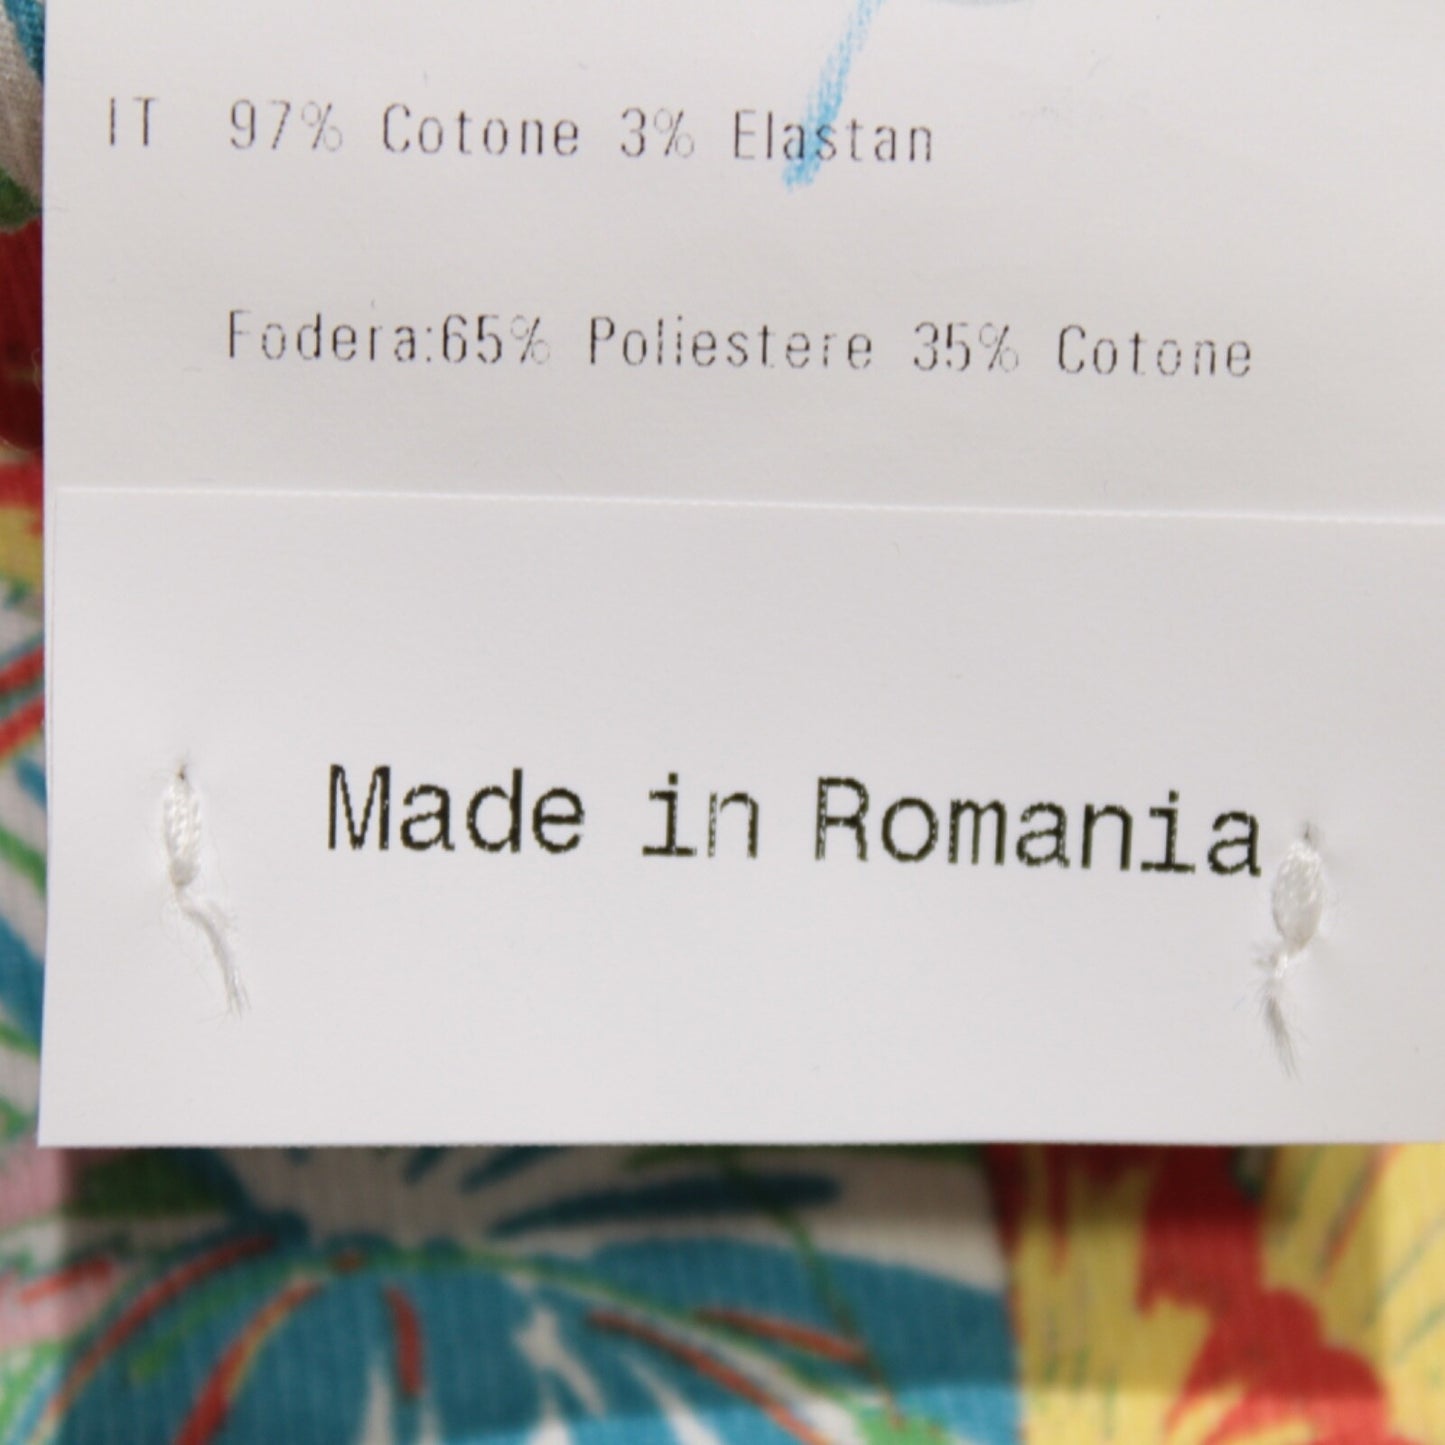 IT 97% Cotone 3% Elastan
Fodera:65% Poliestere 35% Cotone
Made in Romania